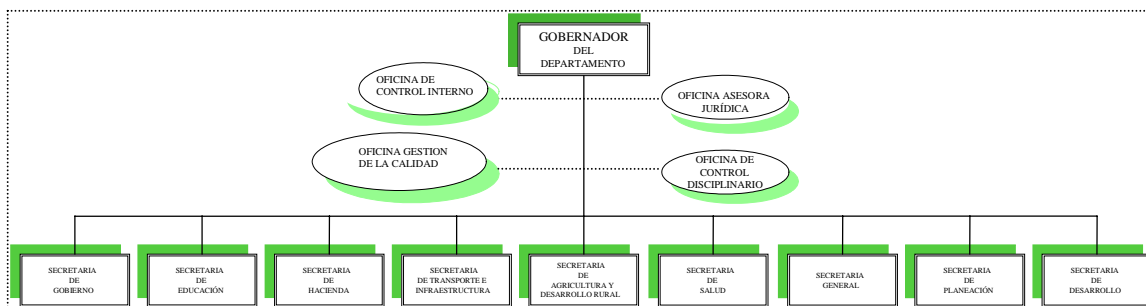 GOBERNADOR
DEL
DEPARTAMENTO
OFICINA DE
CONTROL INTERNO
OFICINA ASESORA
JURÍDICA
OFICINA GESTION
DE LA CALIDAD
OFICINA DE
CONTROL
DISCIPLINARIO
SECRETARIA
DE
GOBIERNO
SECRETARIA
DE
EDUCACIÓN
SECRETARIA
DE
HACIENDA
SECRETARIA
DE TRANSPORTE E
INFRAESTRUCTURA
SECRETARIA
DE
AGRICULTURA Y
DESARROLLO RURAL
SECRETARIA
DE
SALUD
SECRETARIA
GENERAL
SECRETARIA
DE
PLANEACIÓN
SECRETARIA
DE
DESARROLLO